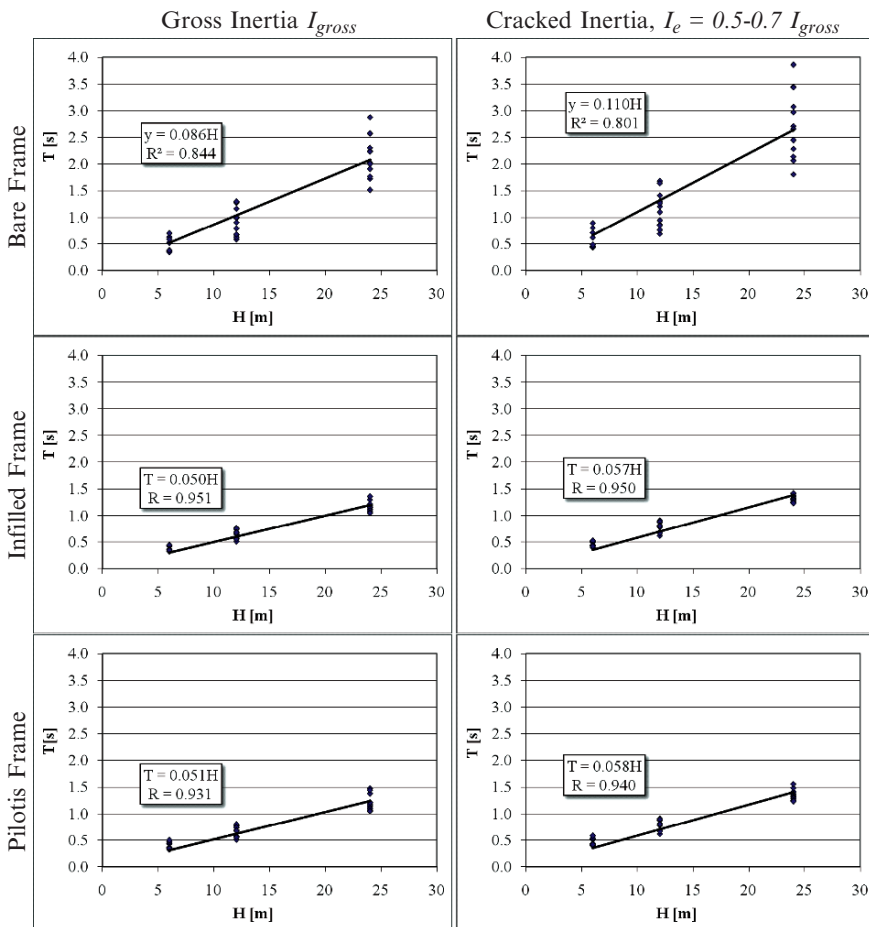 Gross Inertia I_gross
Cracked Inertia, I_e = 0.5-0.7 I_gross
Bare Frame
T [s]
4.0
3.5
3.0
2.5
2.0
1.5
1.0
0.5
0.0
y = 0.086H
R² = 0.844
0 5 10 15 20 25 30
H [m]
T [s]
4.0
3.5
3.0
2.5
2.0
1.5
1.0
0.5
0.0
y = 0.110H
R² = 0.801
0 5 10 15 20 25 30
H [m]
Infilled Frame
T [s]
4.0
3.5
3.0
2.5
2.0
1.5
1.0
0.5
0.0
T = 0.050H
R = 0.951
0 5 10 15 20 25 30
H [m]
T [s]
4.0
3.5
3.0
2.5
2.0
1.5
1.0
0.5
0.0
T = 0.057H
R = 0.950
0 5 10 15 20 25 30
H [m]
Pilotis Frame
T [s]
4.0
3.5
3.0
2.5
2.0
1.5
1.0
0.5
0.0
T = 0.051H
R = 0.931
0 5 10 15 20 25 30
H [m]
T [s]
4.0
3.5
3.0
2.5
2.0
1.5
1.0
0.5
0.0
T = 0.058H
R = 0.940
0 5 10 15 20 25 30
H [m]